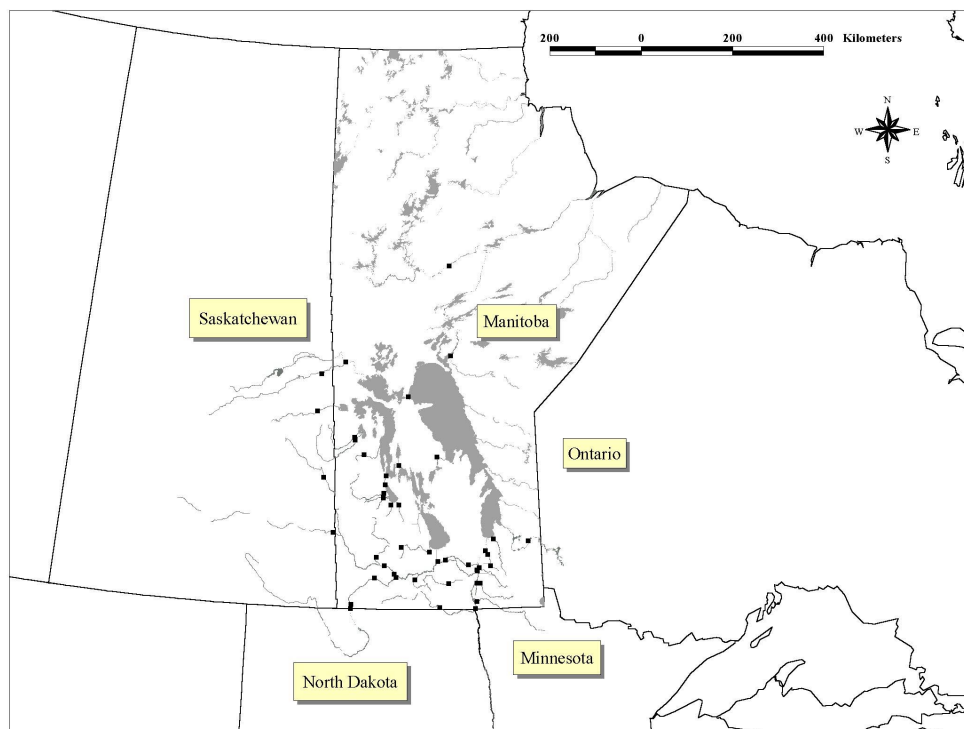 200 0 200 400 Kilometers
N
W E
S
Saskatchewan
Manitoba
Ontario
Minnesota
North Dakota